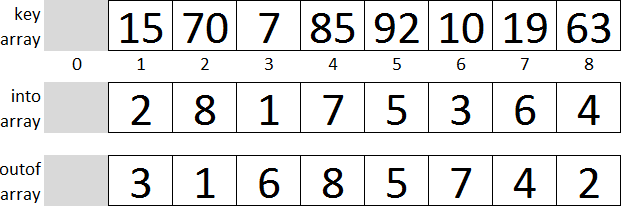 key array 15 70 7 85 92 10 19 63
0 1 2 3 4 5 6 7 8
into array 2 8 1 7 5 3 6 4
outof array 3 1 6 8 5 7 4 2